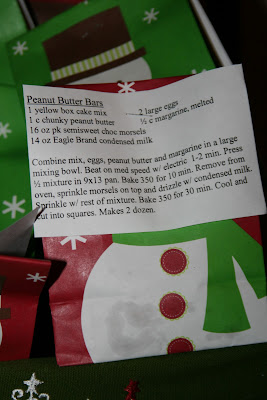 Peanut Butter Bars
1 yellow box cake mix 2 large eggs
1 c chunky peanut butter ½ c margarine, melted
16 oz pk semisweet choc morsels
14 oz Eagle Brand condensed milk
Combine mix, eggs, peanut butter and margarine in a large
mixing bowl. Beat on med speed w/ electric 1-2 min. Press
½ mixture in 9x13 pan. Bake 350 for 10 min. Remove from
oven, sprinkle morsels on top and drizzle w/ condensed milk.
Sprinkle w/ rest of mixture. Bake 350 for 30 min. Cool and
cut into squares. Makes 2 dozen.